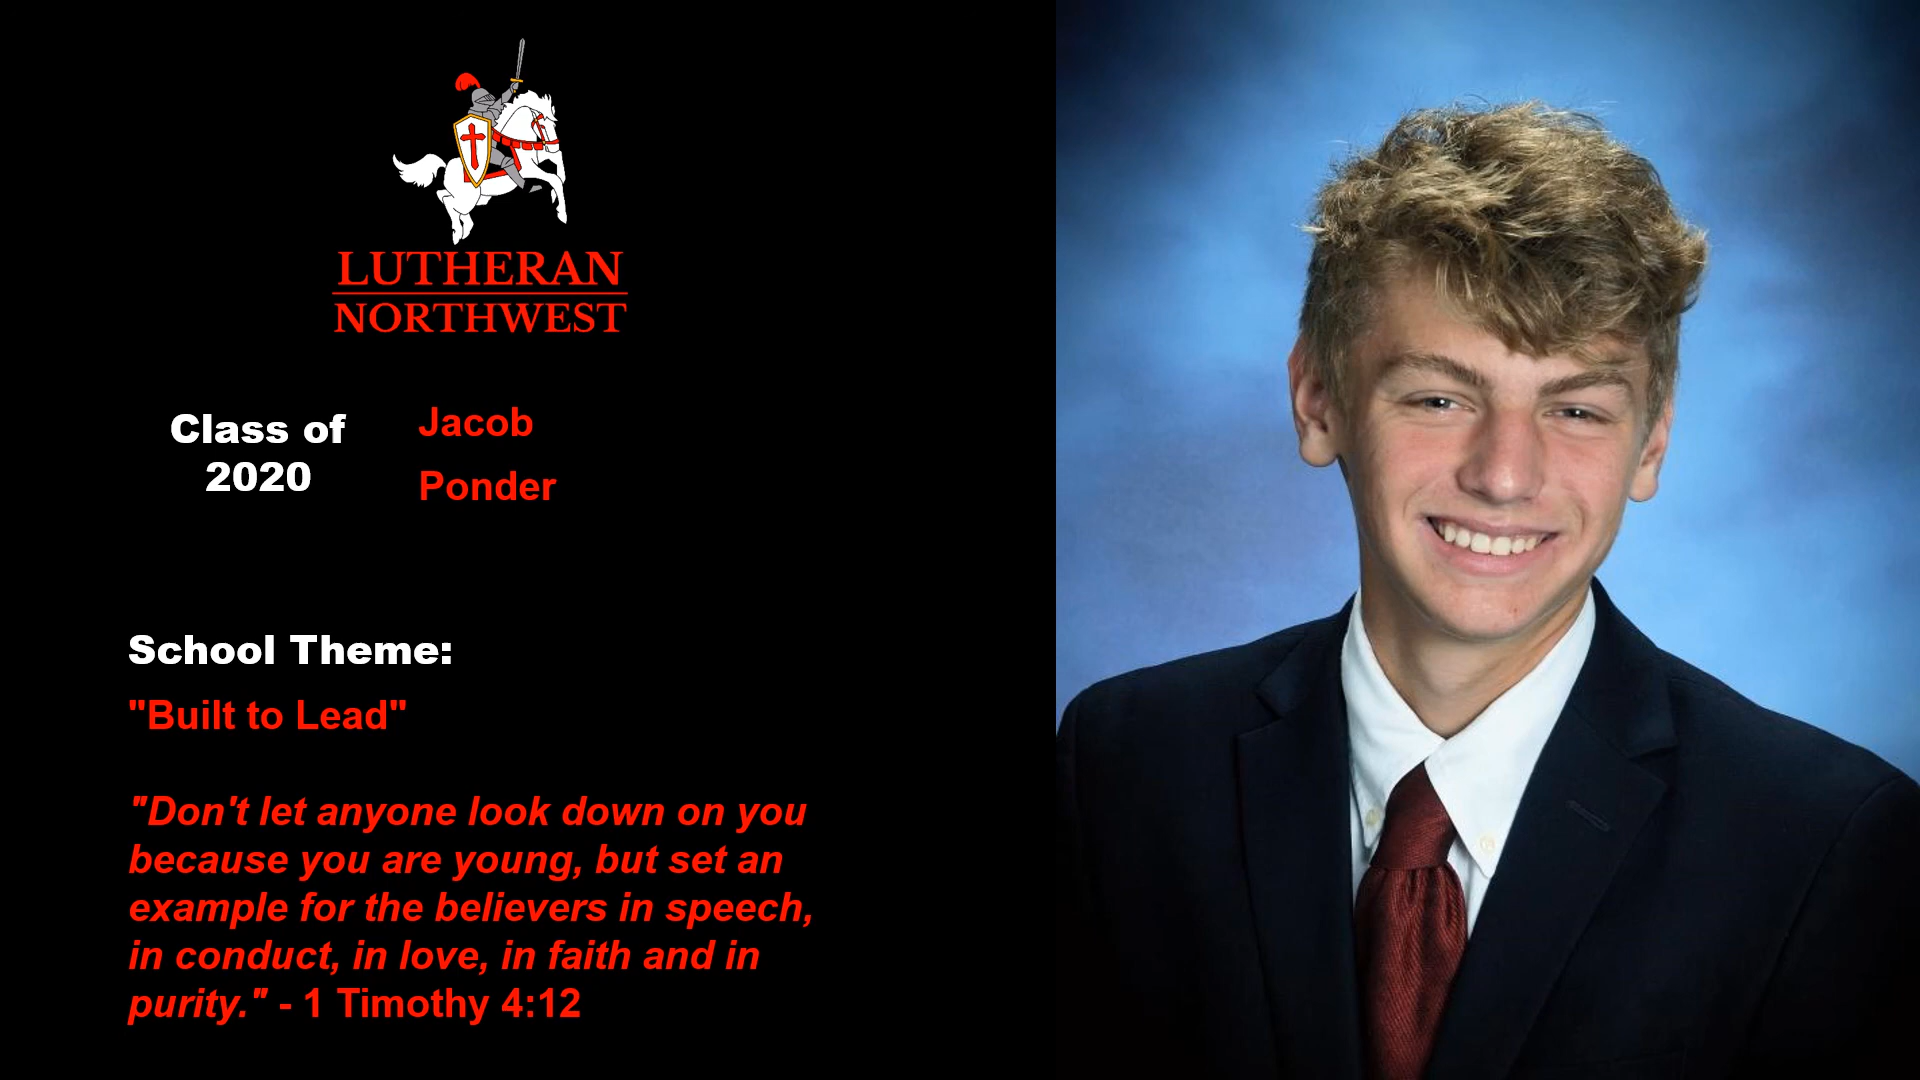 LUTHERAN
NORTHWEST
Class of
2020
Jacob
Ponder
School Theme:
"Built to Lead"
"Don't let anyone look down on you
because you are young, but set an
example for the believers in speech,
in conduct, in love, in faith and in
purity." - 1 Timothy 4:12